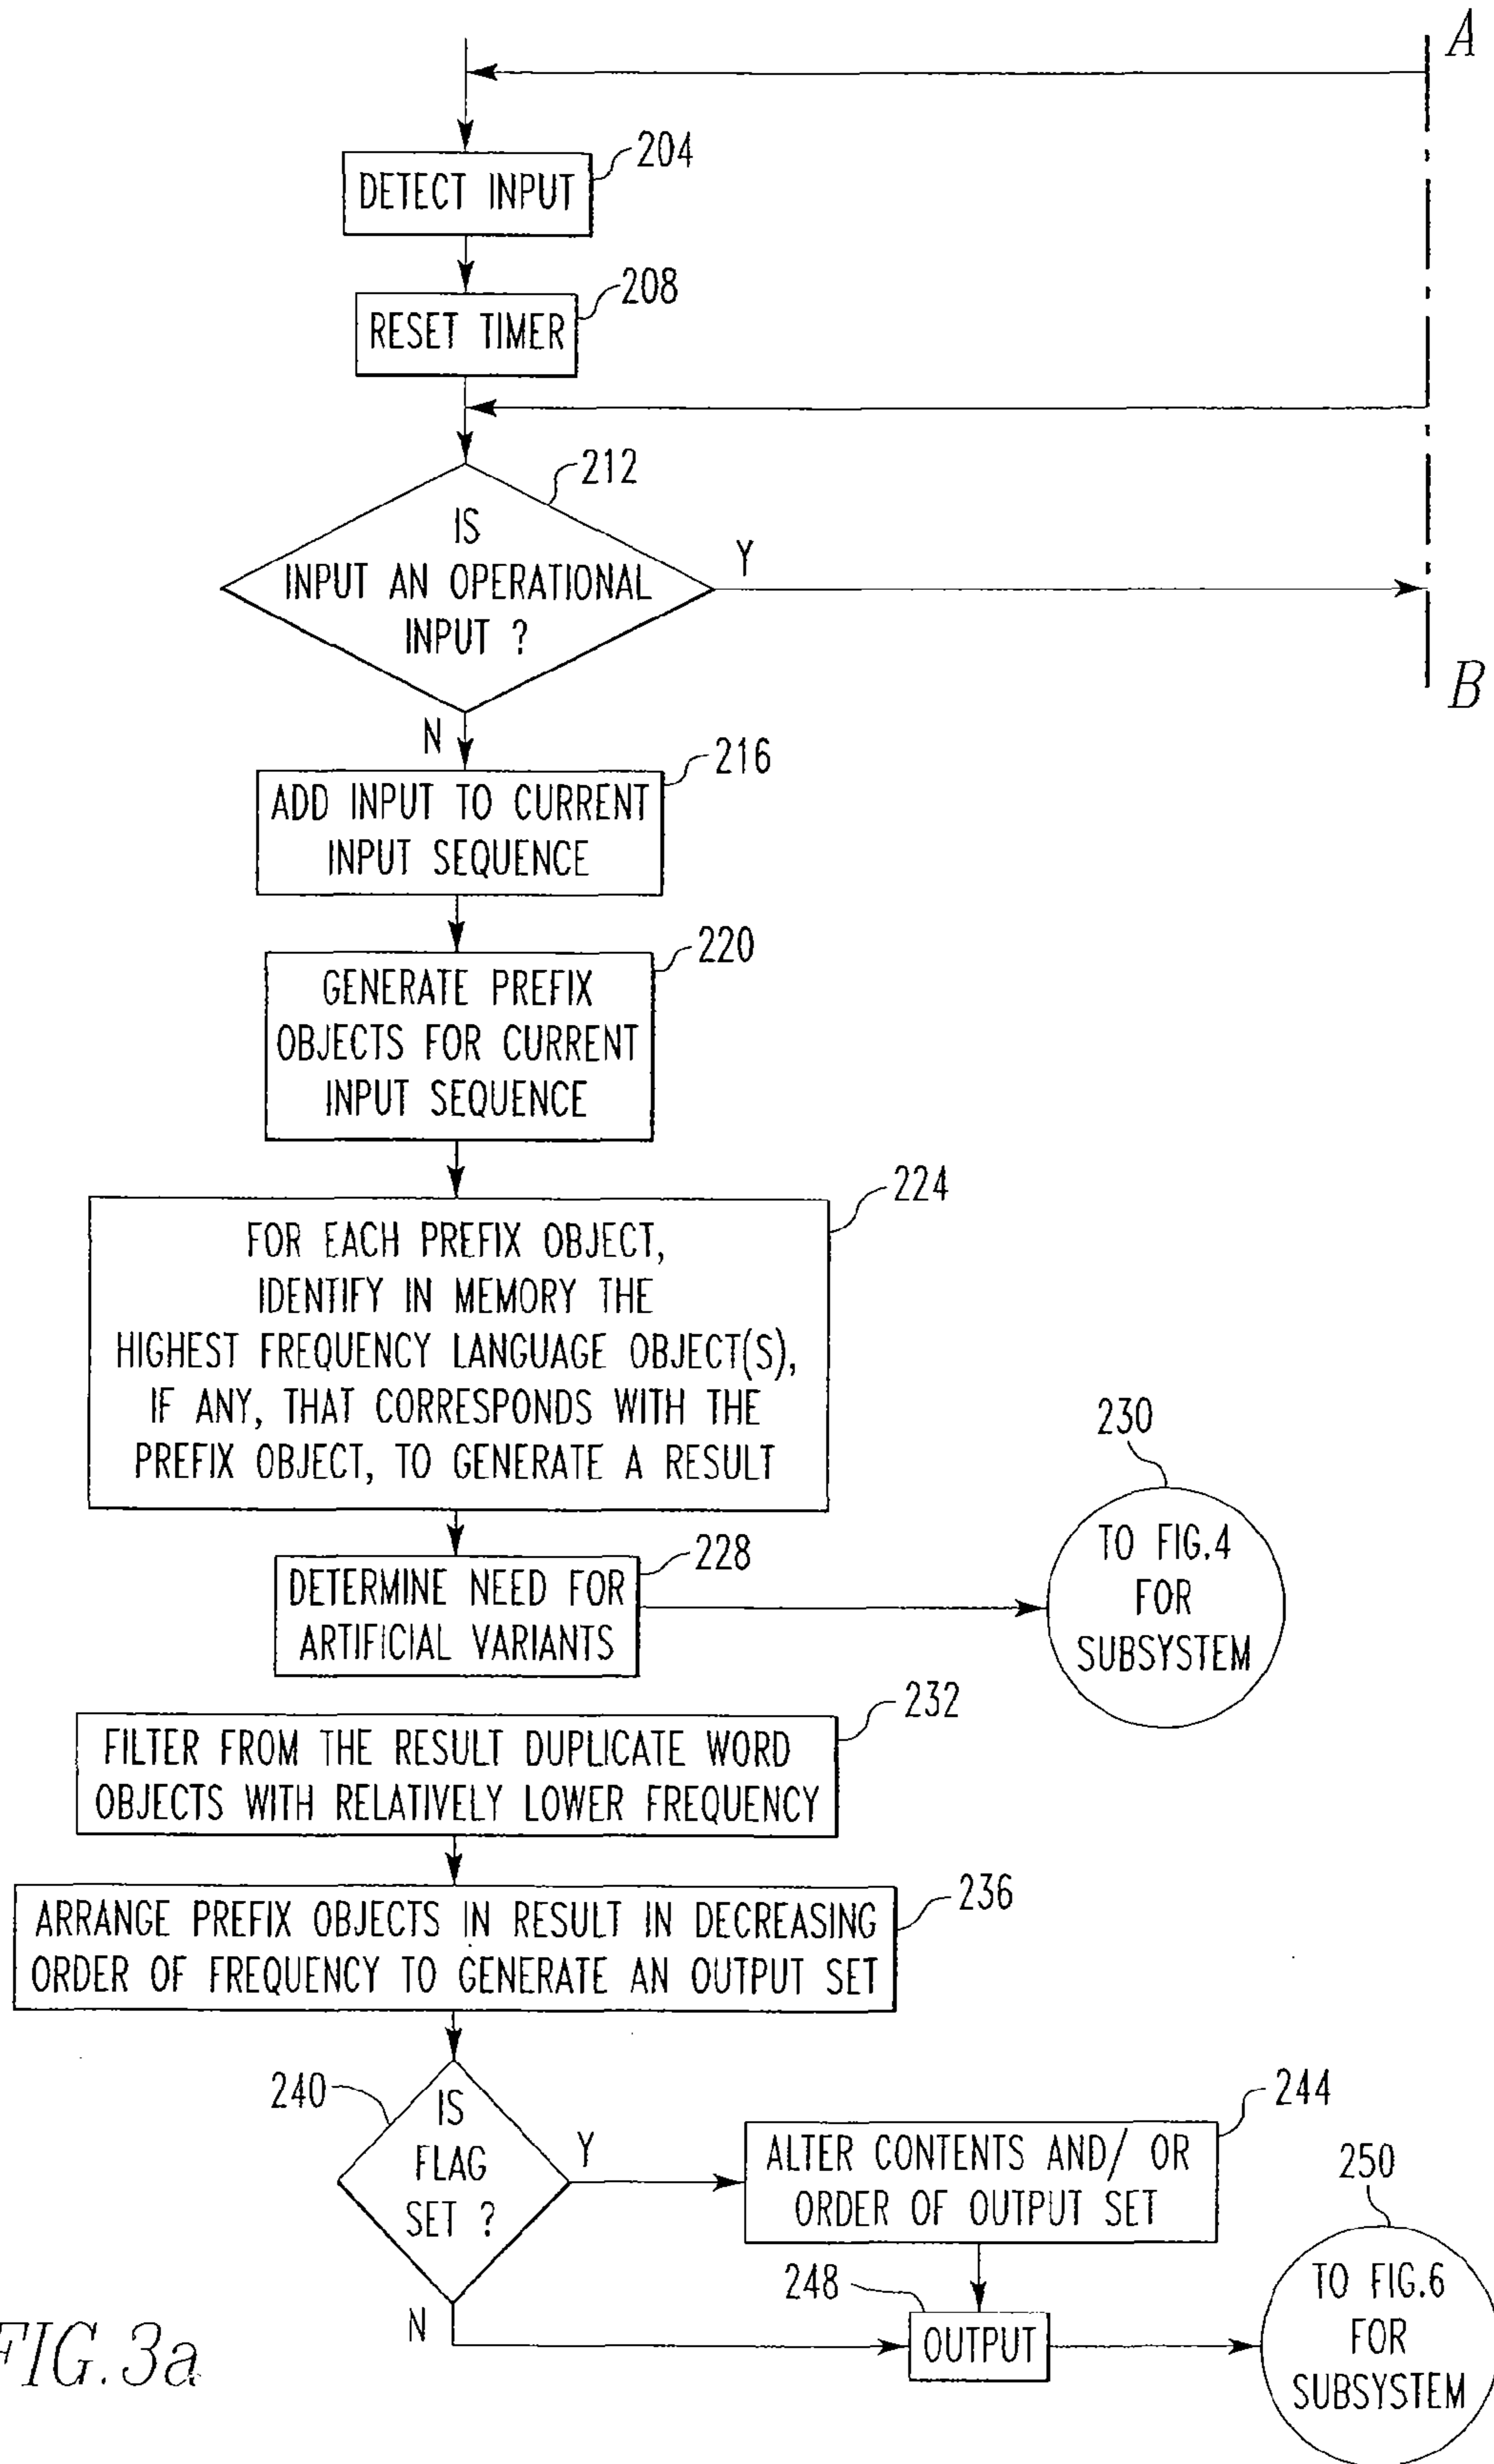 A
204
DETECT INPUT
208
RESET TIMER
212
IS
INPUT AN OPERATIONAL
INPUT ?
Y
B
N
216
ADD INPUT TO CURRENT
INPUT SEQUENCE
220
GENERATE PREFIX
OBJECTS FOR CURRENT
INPUT SEQUENCE
224
FOR EACH PREFIX OBJECT,
IDENTIFY IN MEMORY THE
HIGHEST FREQUENCY LANGUAGE OBJECT(S),
IF ANY, THAT CORRESPONDS WITH THE
PREFIX OBJECT, TO GENERATE A RESULT
230
TO FIG.4
FOR
SUBSYSTEM
228
DETERMINE NEED FOR
ARTIFICIAL VARIANTS
232
FILTER FROM THE RESULT DUPLICATE WORD
OBJECTS WITH RELATIVELY LOWER FREQUENCY
236
ARRANGE PREFIX OBJECTS IN RESULT IN DECREASING
ORDER OF FREQUENCY TO GENERATE AN OUTPUT SET
240
IS
FLAG
SET ?
Y
244
ALTER CONTENTS AND/ OR
ORDER OF OUTPUT SET
250
TO FIG.6
FOR
SUBSYSTEM
248
OUTPUT
N
FIG.3a